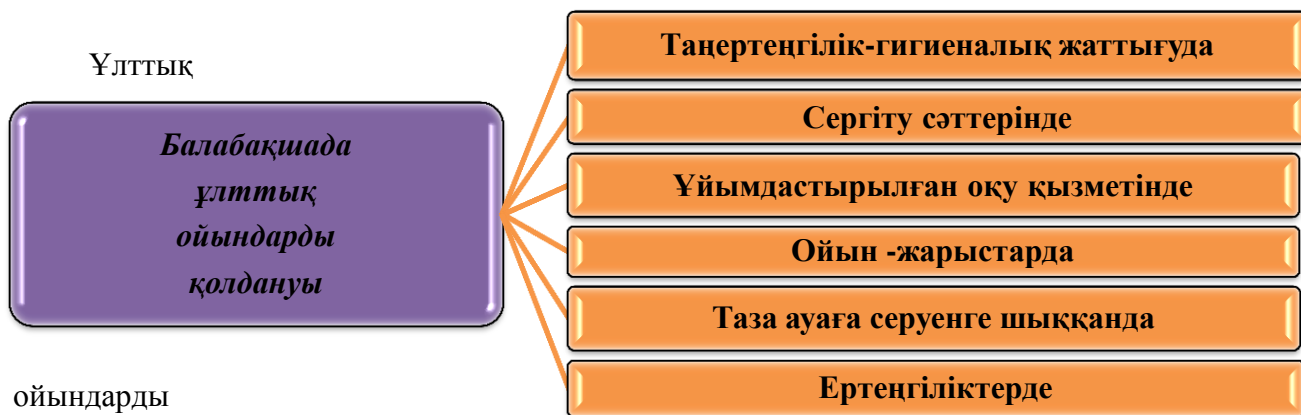 Ұлттық
Балабақшада
ұлттық
ойындарды
қолдануы
Таңертеңгілік-гигиеналық жаттығуда
Сергіту сәттерінде
Ұйымдастырылған оқу қызметінде
Ойын -жарыстарда
Таза ауаға серуенге шыққанда
Ертеңгіліктерде
ойындарды